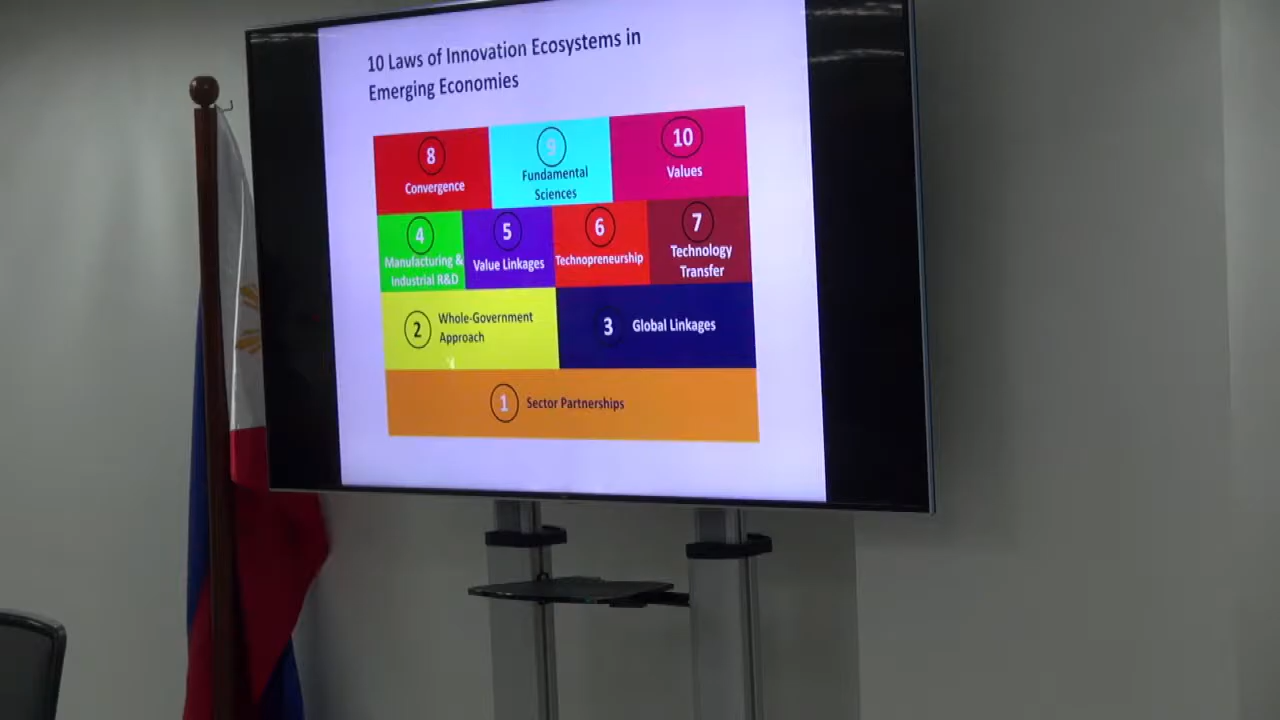 10 Laws of Innovation Ecosystems in
Emerging Economies
8
Convergence
9
Fundamental
Sciences
10
Values
4
Manufacturing &
Industrial R&D
5
Value Linkages
6
Technopreneurship
7
Technology
Transfer
2
Whole-Government
Approach
3
Global Linkages
1
Sector Partnerships